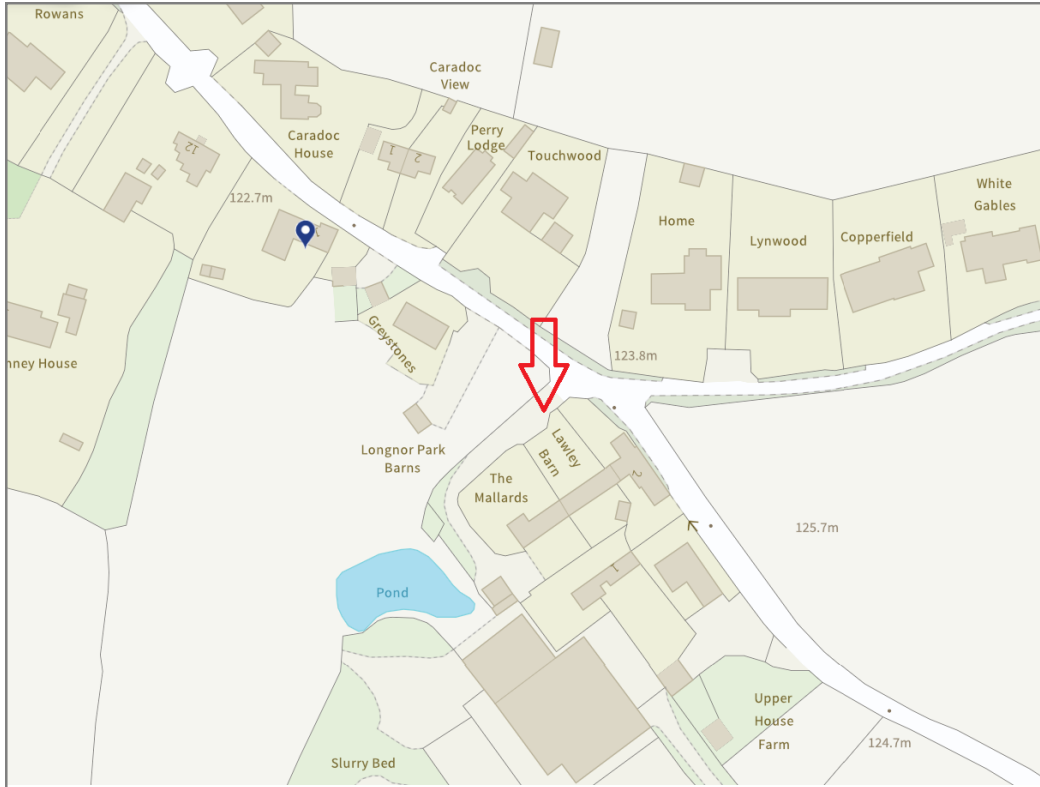 Rowans
Caradoc
View
Caradoc
House
12
1
2
Perry
Lodge
Touchwood
White
Gables
Home
Lynwood
Copperfield
122.7m
Greystones
nney House
123.8m
Longnor Park
Barns
Lawley
Barn
The
Mallards
2
125.7m
Pond
1
Upper
House
Farm
124.7m
Slurry Bed